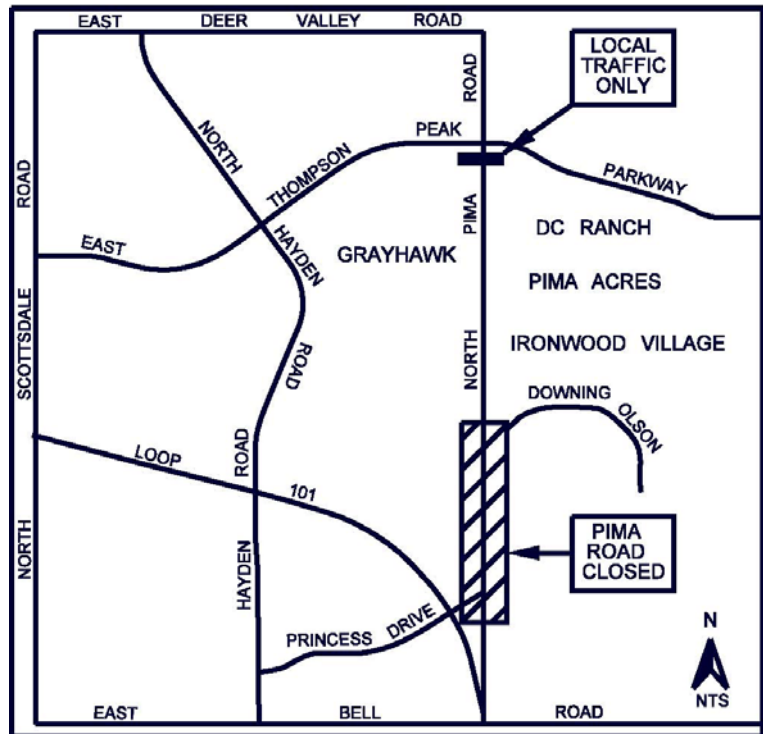 EAST DEER VALLEY ROAD
LOCAL
TRAFFIC
ONLY
ROAD
NORTH
PEAK
THOMPSON
PARKWAY
ROAD
PIMA
DC RANCH
EAST
HAYDEN
GRAYHAWK
PIMA ACRES
SCOTTSDALE
ROAD
NORTH
IRONWOOD VILLAGE
DOWNING
OLSON
LOOP
ROAD
101
NORTH
HAYDEN
PIMA
ROAD
CLOSED
PRINCESS DRIVE
N
NTS
EAST BELL ROAD